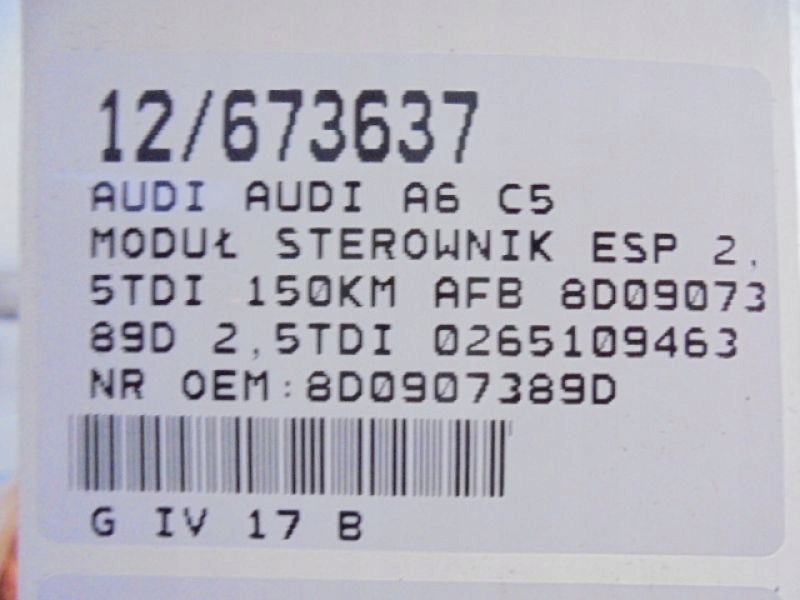 12/673637
AUDI AUDI A6 C5
MODUŁ STEROWNIK ESP 2,
5TDI 150KM AFB 8D09073
89D 2,5TDI 0265109463
NR OEM:8D0907389D
G IV 17 B